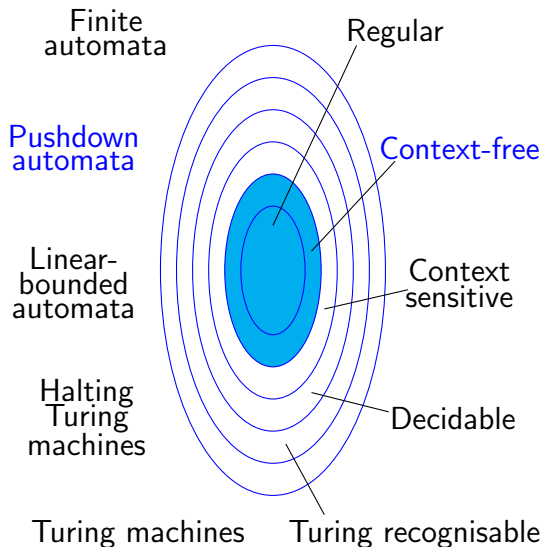 Finite
automata
Regular
Pushdown
automata
Context-free
Linear-
bounded
automata
Context
sensitive
Halting
Turing
machines
Decidable
Turing machines
Turing recognisable